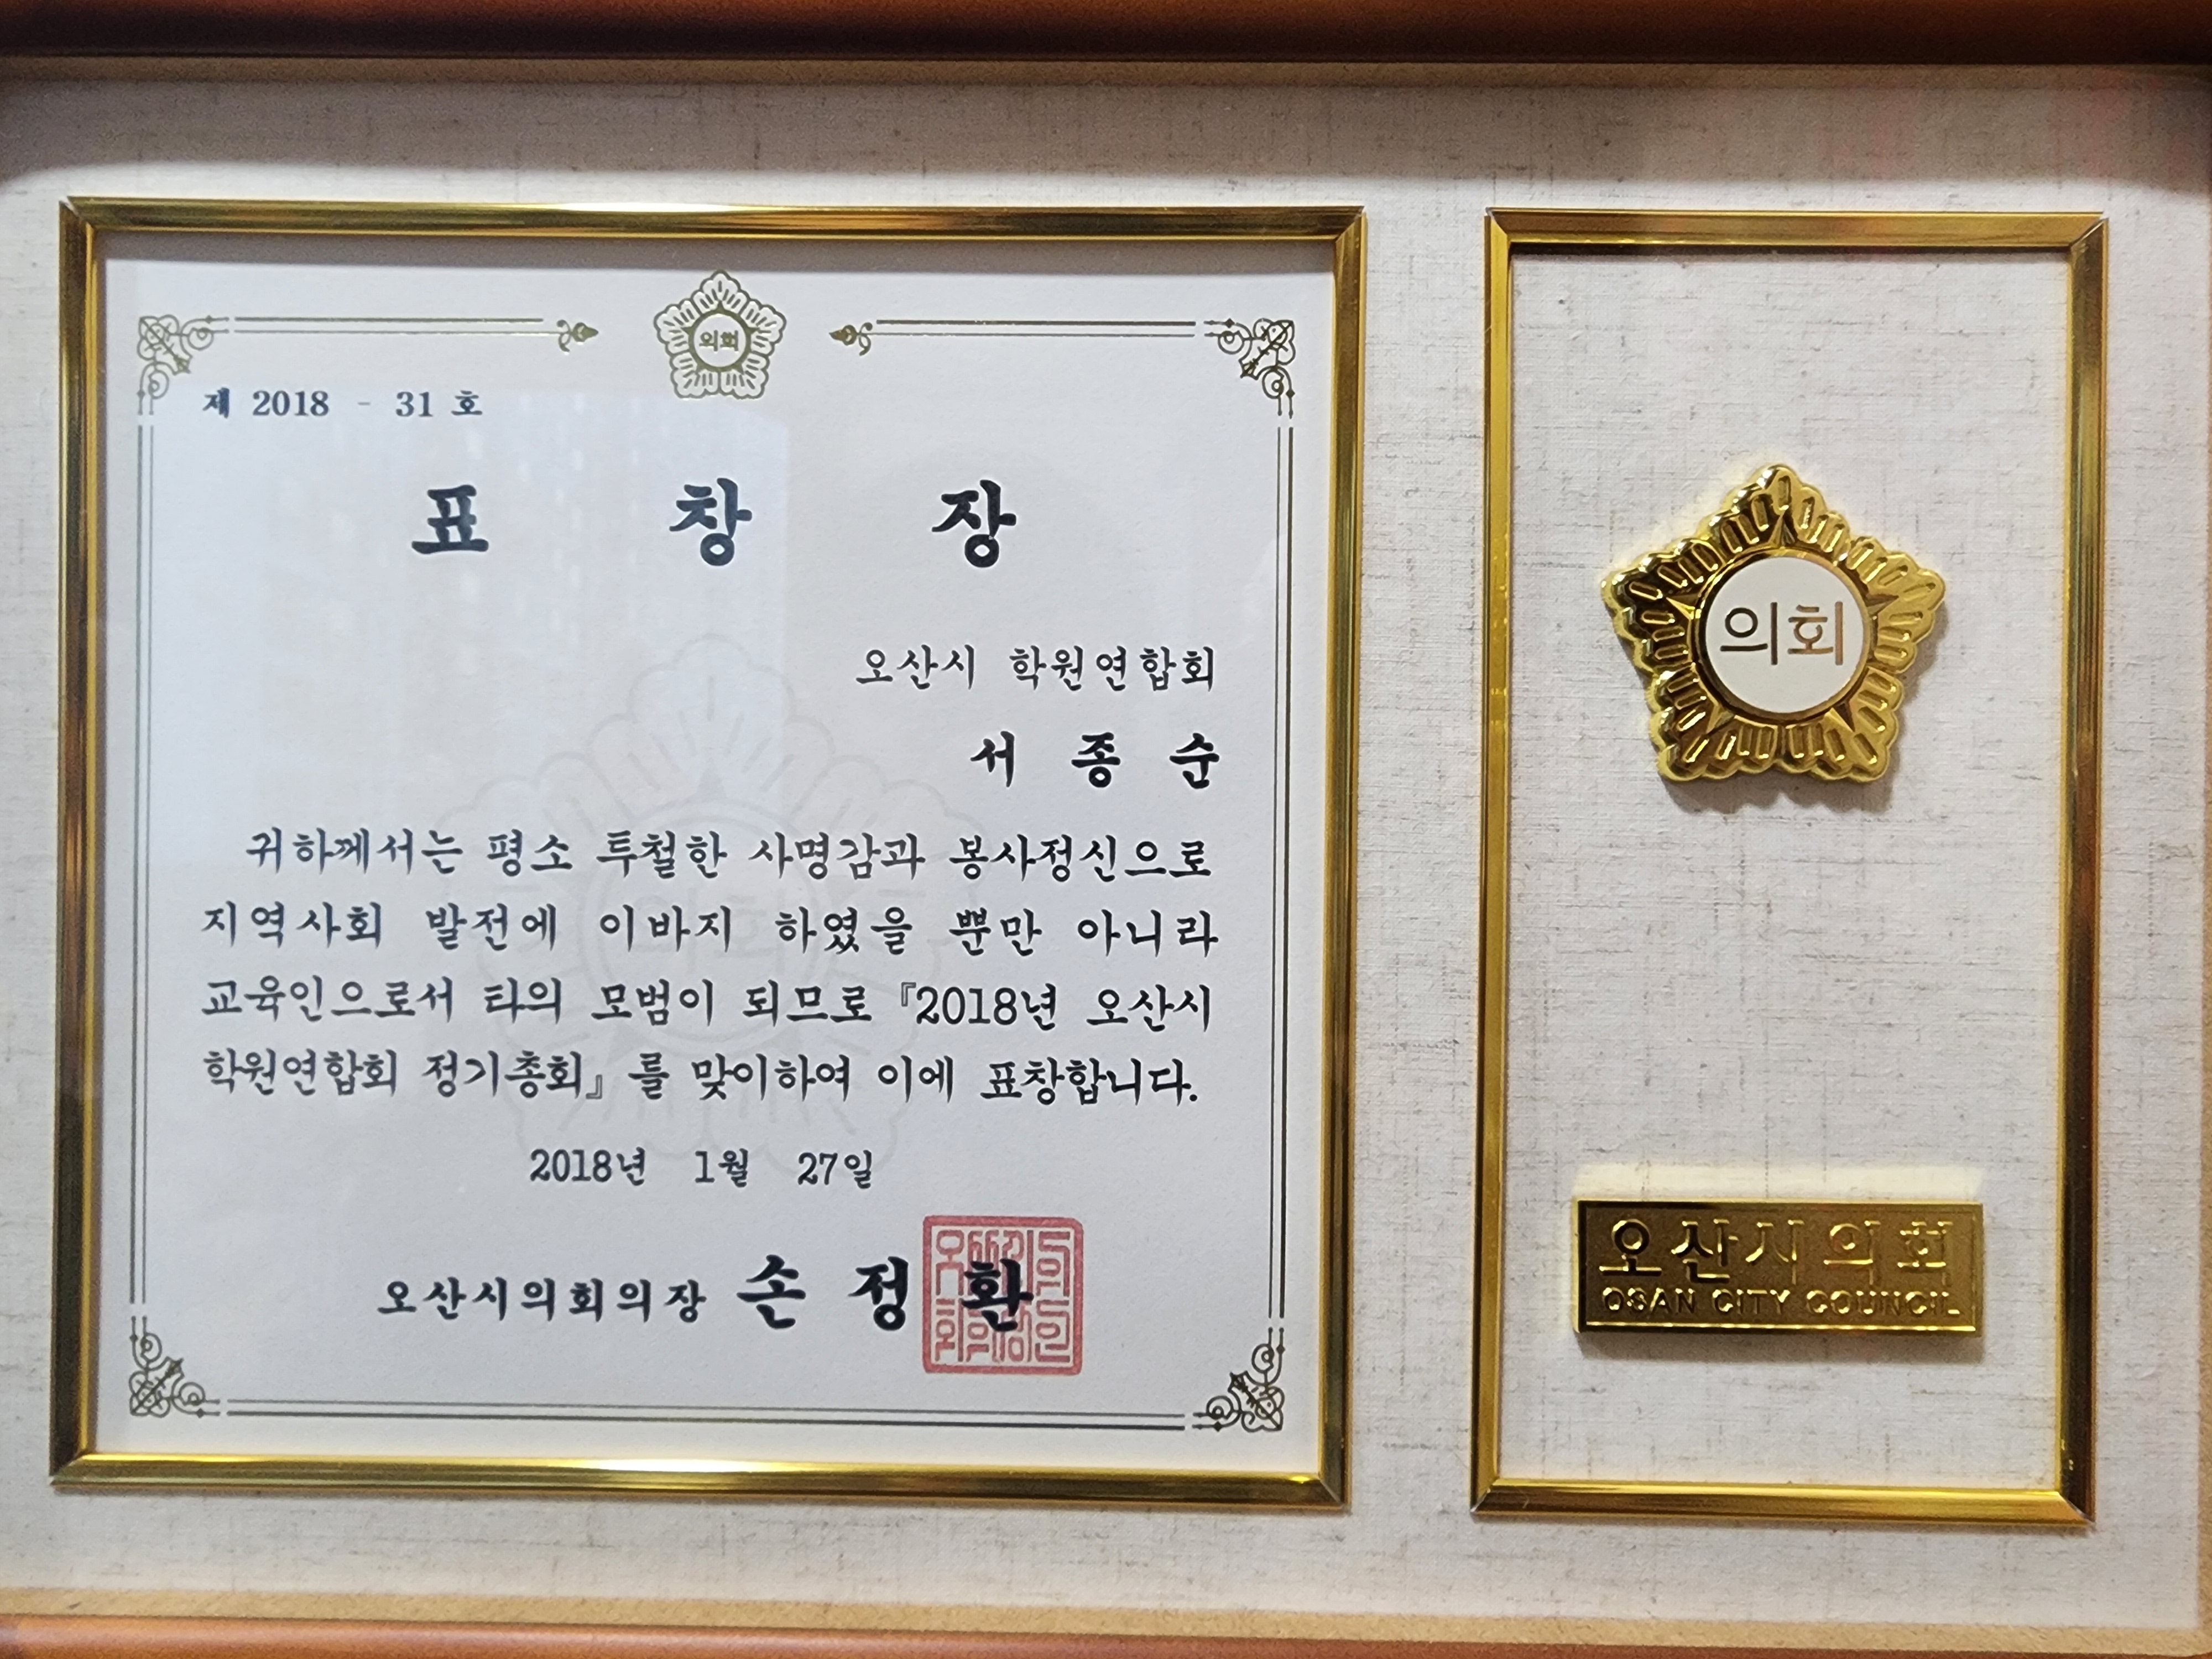 의회
제 2018 - 31 호
표 창 장
오산시 학원연합회
서 종 순
귀하께서는 평소 투철한 사명감과 봉사정신으로
지역사회 발전에 이바지 하였을 뿐만 아니라
교육인으로서 타의 모범이 되므로『2018년 오산시
학원연합회 정기총회』를 맞이하여 이에 표창합니다.
2018년 1월 27일
오산시의회의장 손 정 환
의회
오산시의회
OSAN CITY COUNCIL